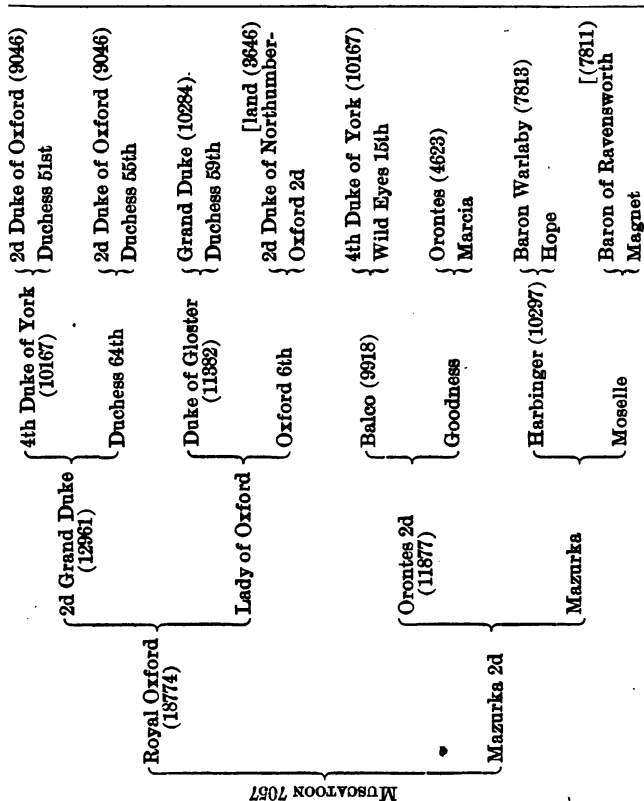 MUSCATOON 7057
Royal Oxford
(18774)
Mazurka 2d
2d Grand Duke
(12961)
Lady of Oxford
Orontes 2d
(11877)
Mazurka
4th Duke of York
(10167)
Duchess 64th
Duke of Gloster
(11382)
Oxford 6th
Balco (9918)
Goodness
Harbinger (10297)
Moselle
2d Duke of Oxford (9046)
Duchess 51st
2d Duke of Oxford (9046)
Duchess 55th
Grand Duke (10284).
Duchess 59th
[land (3646)
2d Duke of Northumber-
Oxford 2d
4th Duke of York (10167)
Wild Eyes 15th
Orontes (4623)
Marcia
Baron Warlaby (7813)
Hope
[(7811)
Baron of Ravensworth
Magnet